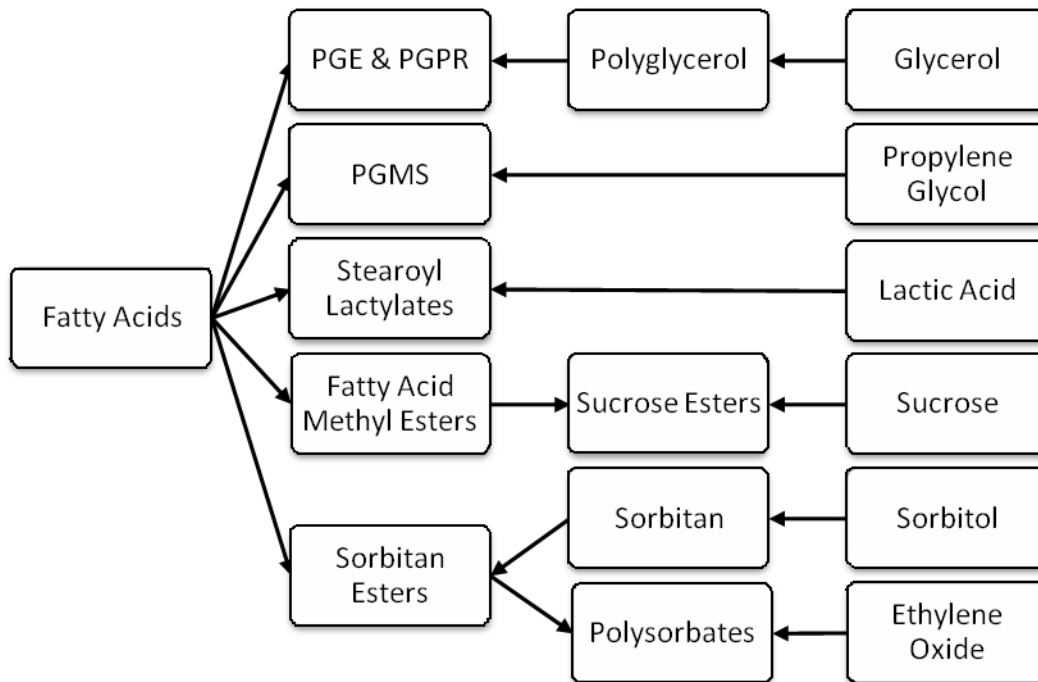 PGE & PGPR
Polyglycerol
Glycerol
PGMS
Propylene
Glycol
Fatty Acids
Stearoyl
Lactylates
Lactic Acid
Fatty Acid
Methyl Esters
Sucrose Esters
Sucrose
Sorbitan
Esters
Sorbitan
Sorbitol
Polysorbates
Ethylene
Oxide